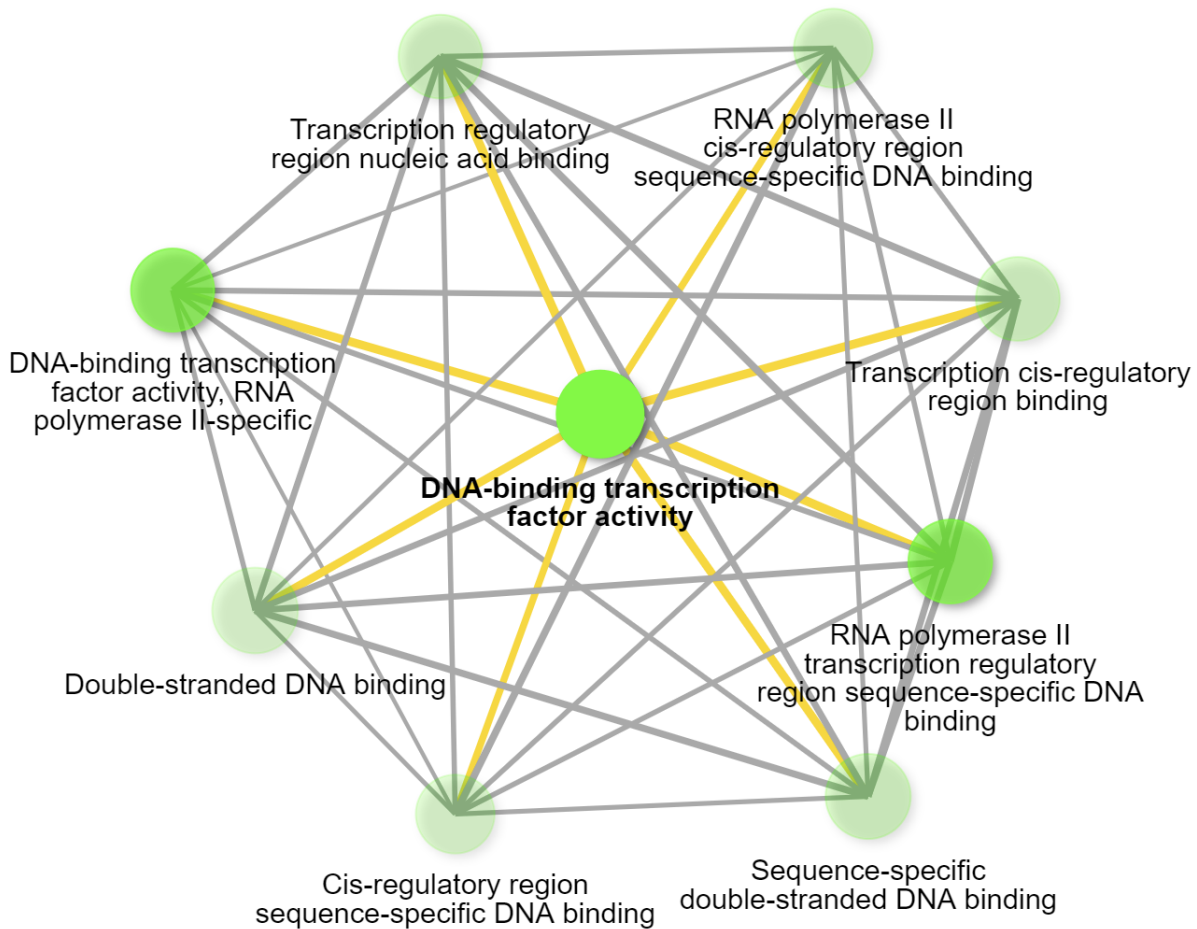 Transcription regulatory
region nucleic acid binding
RNA polymerase II
cis-regulatory region
sequence-specific DNA binding
DNA-binding transcription
factor activity, RNA
polymerase II-specific
Transcription cis-regulatory
region binding
DNA-binding transcription
factor activity
RNA polymerase II
transcription regulatory
region sequence-specific DNA
binding
Double-stranded DNA binding
Cis-regulatory region
sequence-specific DNA binding
Sequence-specific
double-stranded DNA binding